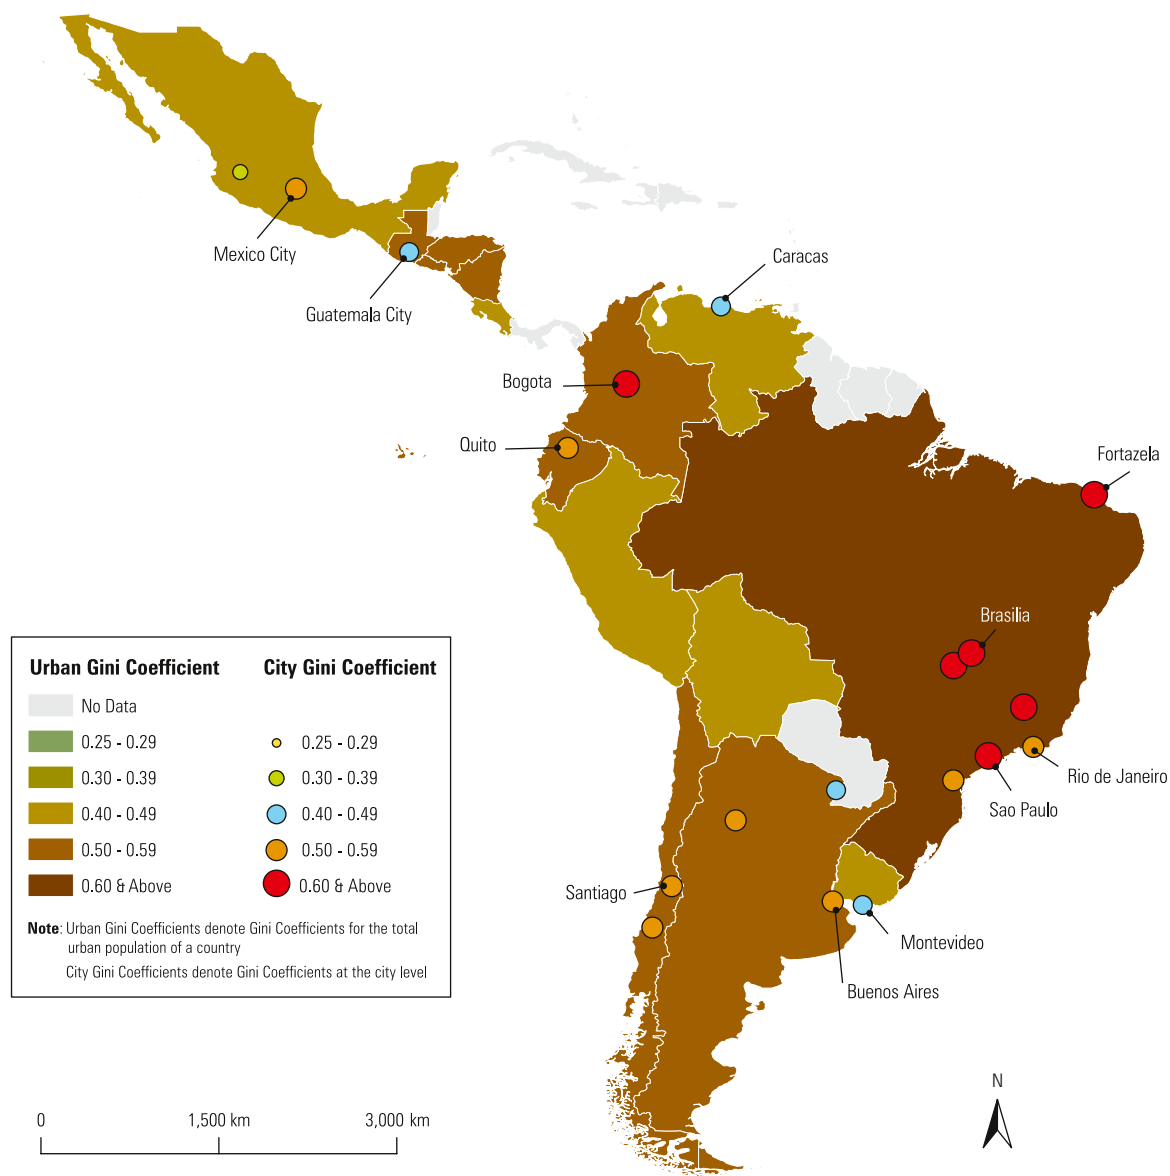 Mexico City
Guatemala City
Caracas
Bogota
Quito
Fortazela
Brasilia
Rio de Janeiro
Sao Paulo
Santiago
Montevideo
Buenos Aires
Urban Gini Coefficient
No Data
0.25 - 0.29
0.30 - 0.39
0.40 - 0.49
0.50 - 0.59
0.60 & Above
City Gini Coefficient
0.25 - 0.29
0.30 - 0.39
0.40 - 0.49
0.50 - 0.59
0.60 & Above
Note: Urban Gini Coefficients denote Gini Coefficients for the total
urban population of a country
City Gini Coefficients denote Gini Coefficients at the city level
0 1,500 km 3,000 km
N